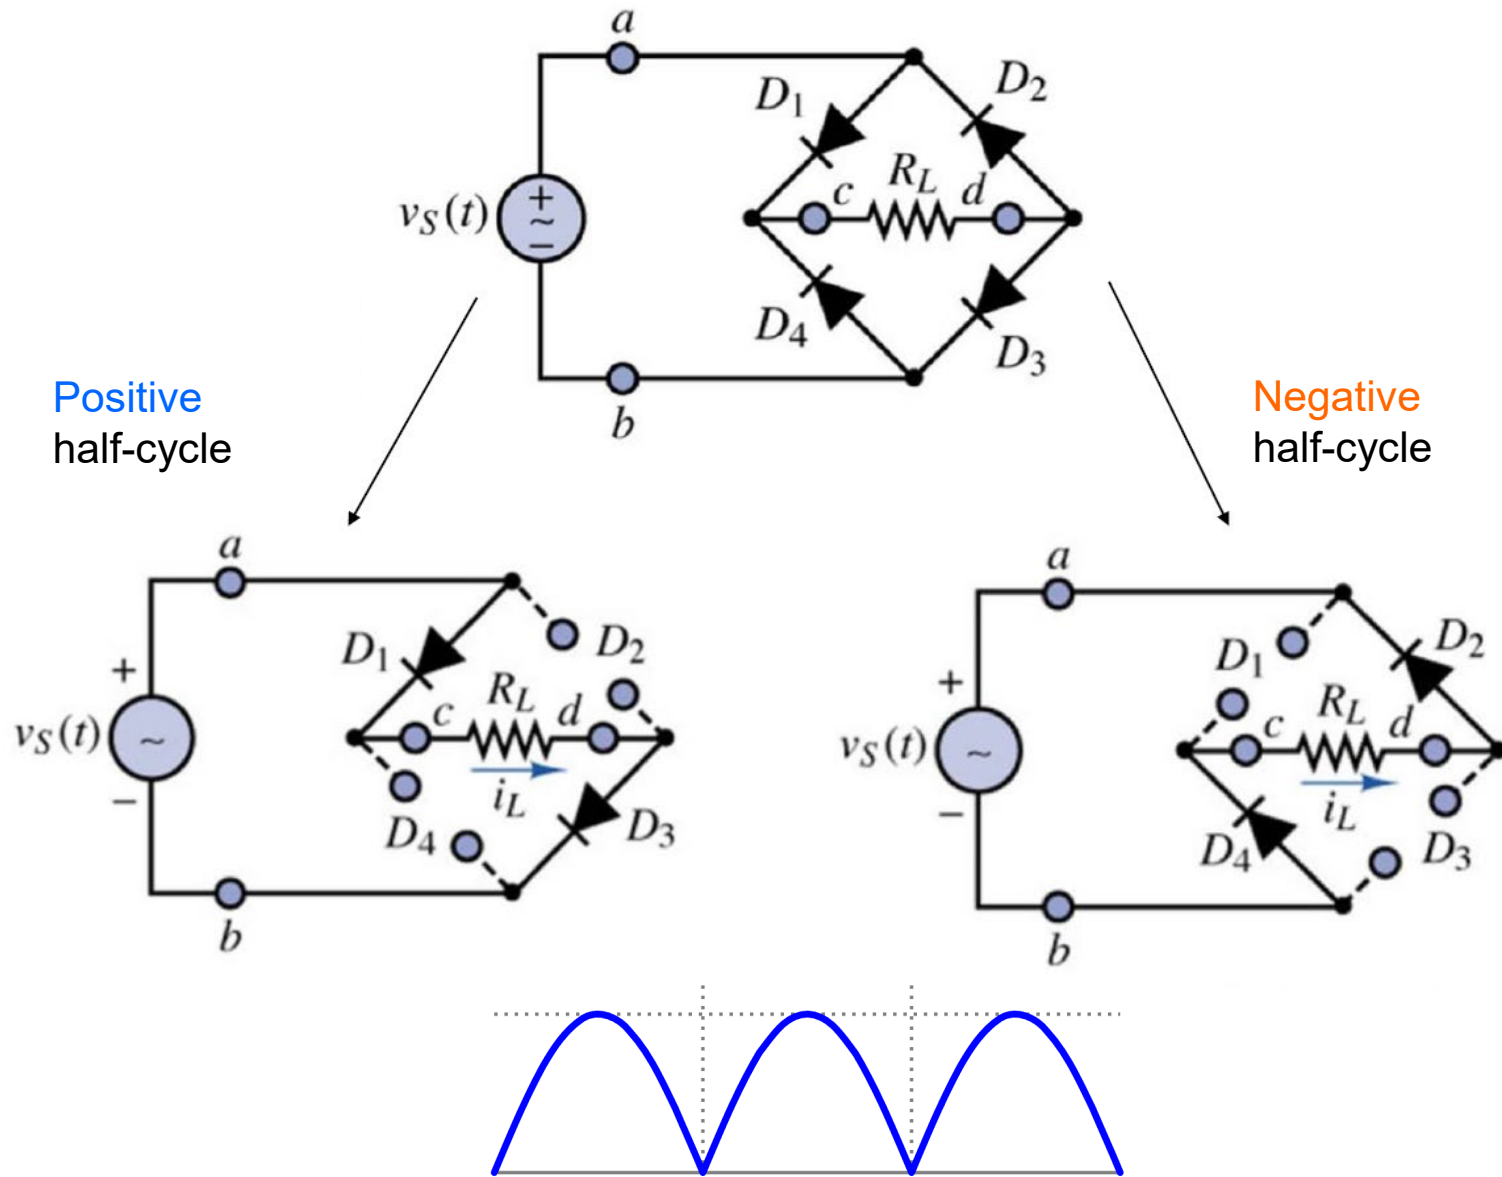 a
D1
D2
vS(t)
+
~
−
c
RL
d
D4
D3
b
Positive
half-cycle
Negative
half-cycle
a
D1
D2
+
vS(t)
~
−
c
RL
d
iL
D4
D3
b
a
D1
D2
+
vS(t)
~
−
c
RL
d
iL
D4
D3
b